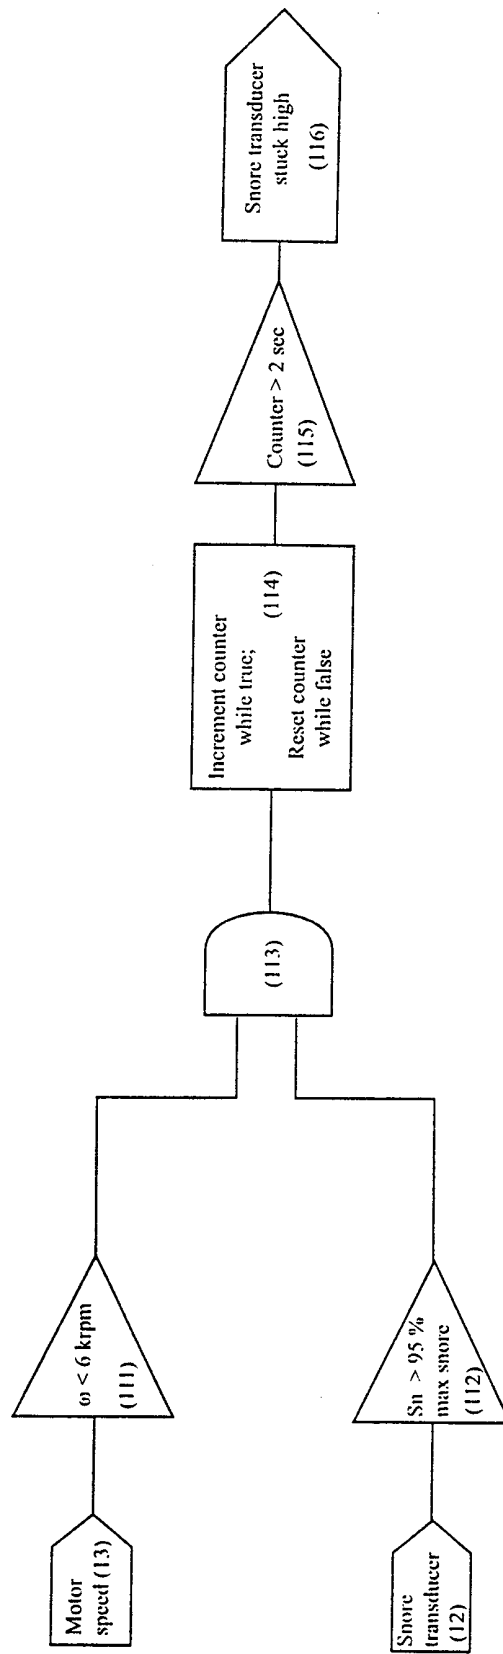 Motor
speed (13)
ω < 6 krpm
(111)
Snore
transducer
(12)
Sn > 95 %
max snore
(112)
(113)
Increment counter
while true;
(114)
Reset counter
while false
Counter > 2 sec
(115)
Snore transducer
stuck high
(116)